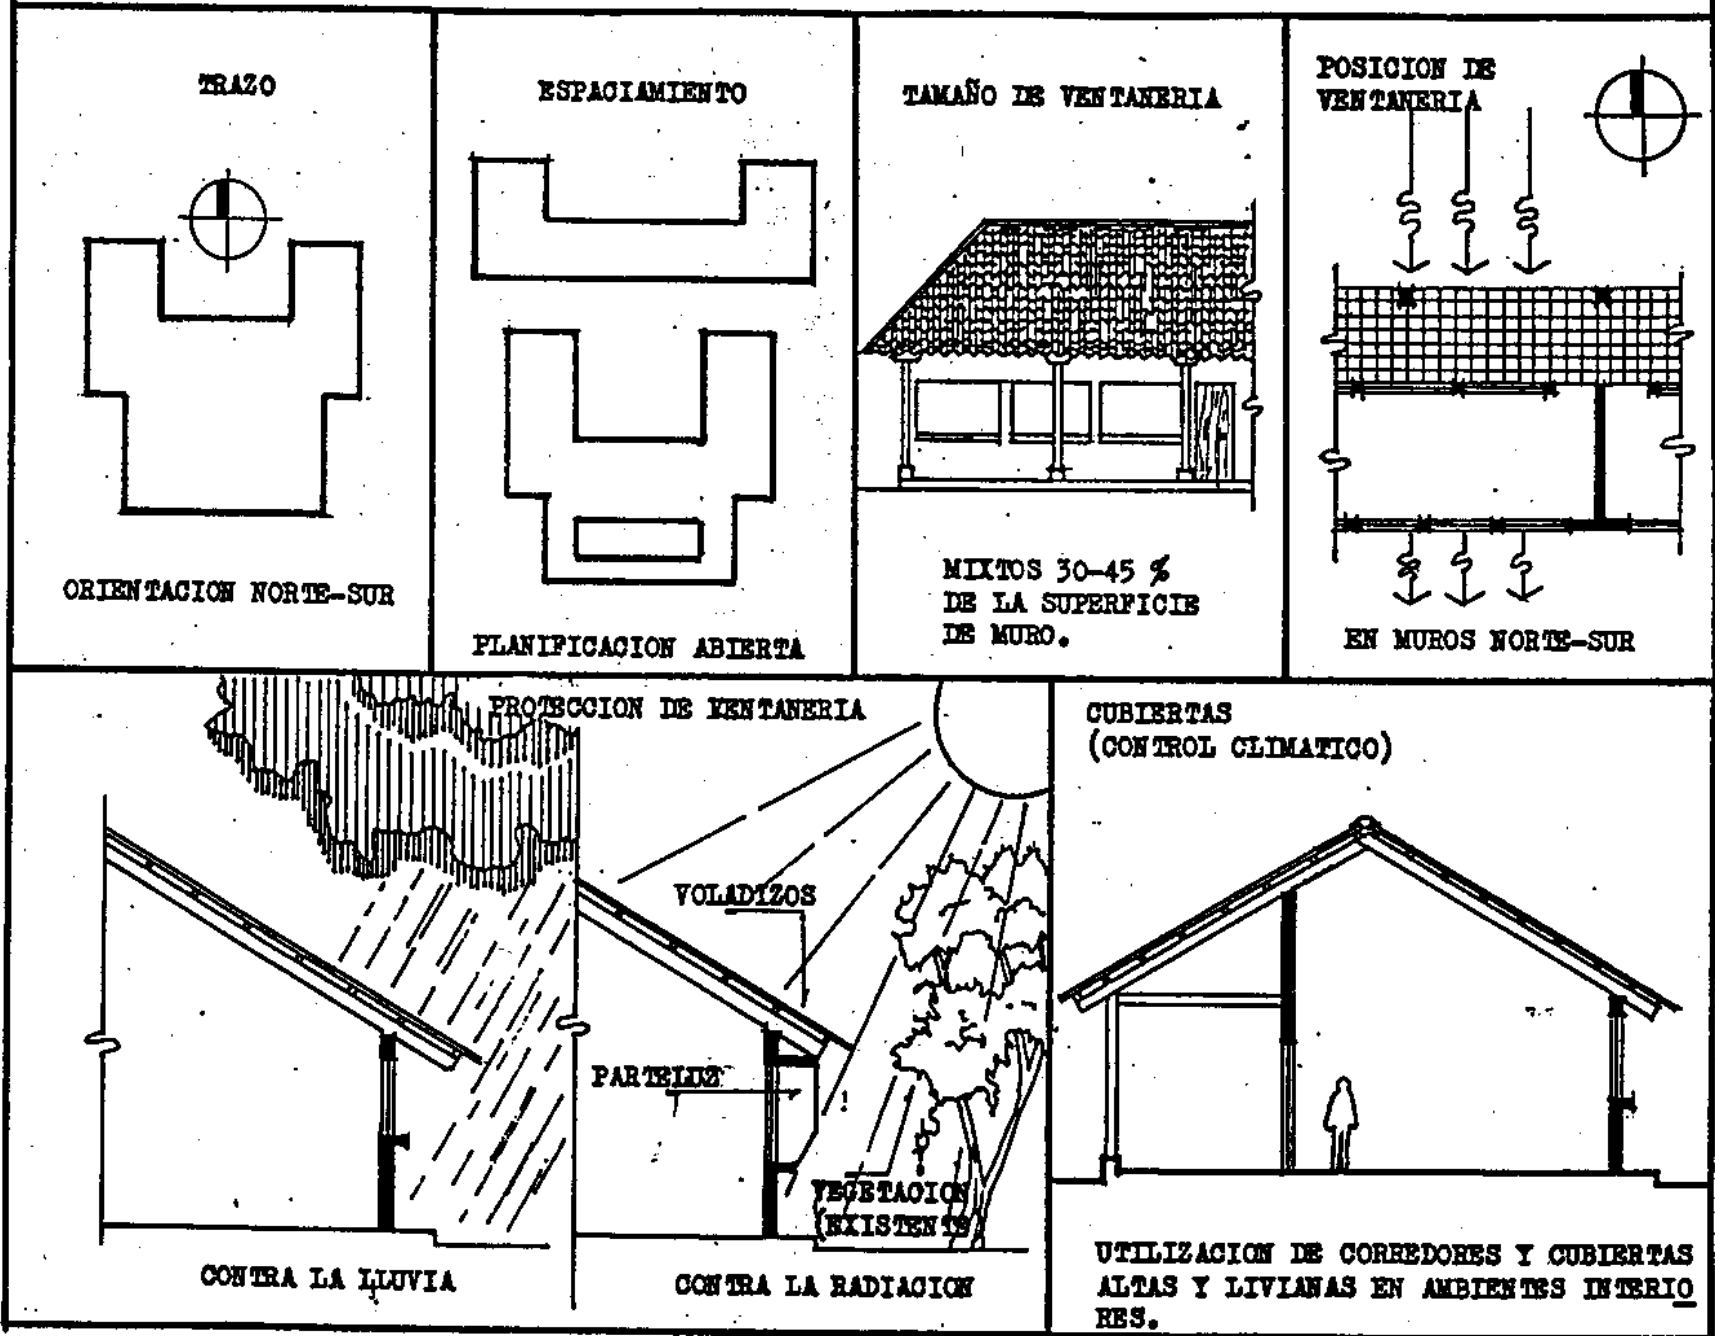 TRAZO
ORIENTACION NORTE-SUR
ESPACIAMIENTO
PLANIFICACION ABIERTA
TAMAÑO DE VENTANERIA
MIXTOS 30-45 %
DE LA SUPERFICIE
DE MURO.
POSICION DE
VENTANERIA
EN MUROS NORTE-SUR
PROTECCION DE VENTANERIA
CONTRA LA LLUVIA
VOLADIZOS
PARTELUZ
VEGETACION
(EXISTENTE
CONTRA LA RADIACION
CUBIERTAS
(CONTROL CLIMATICO)
UTILIZACION DE CORREDORES Y CUBIERTAS
ALTAS Y LIVIANAS EN AMBIENTES INTERIO
RES.